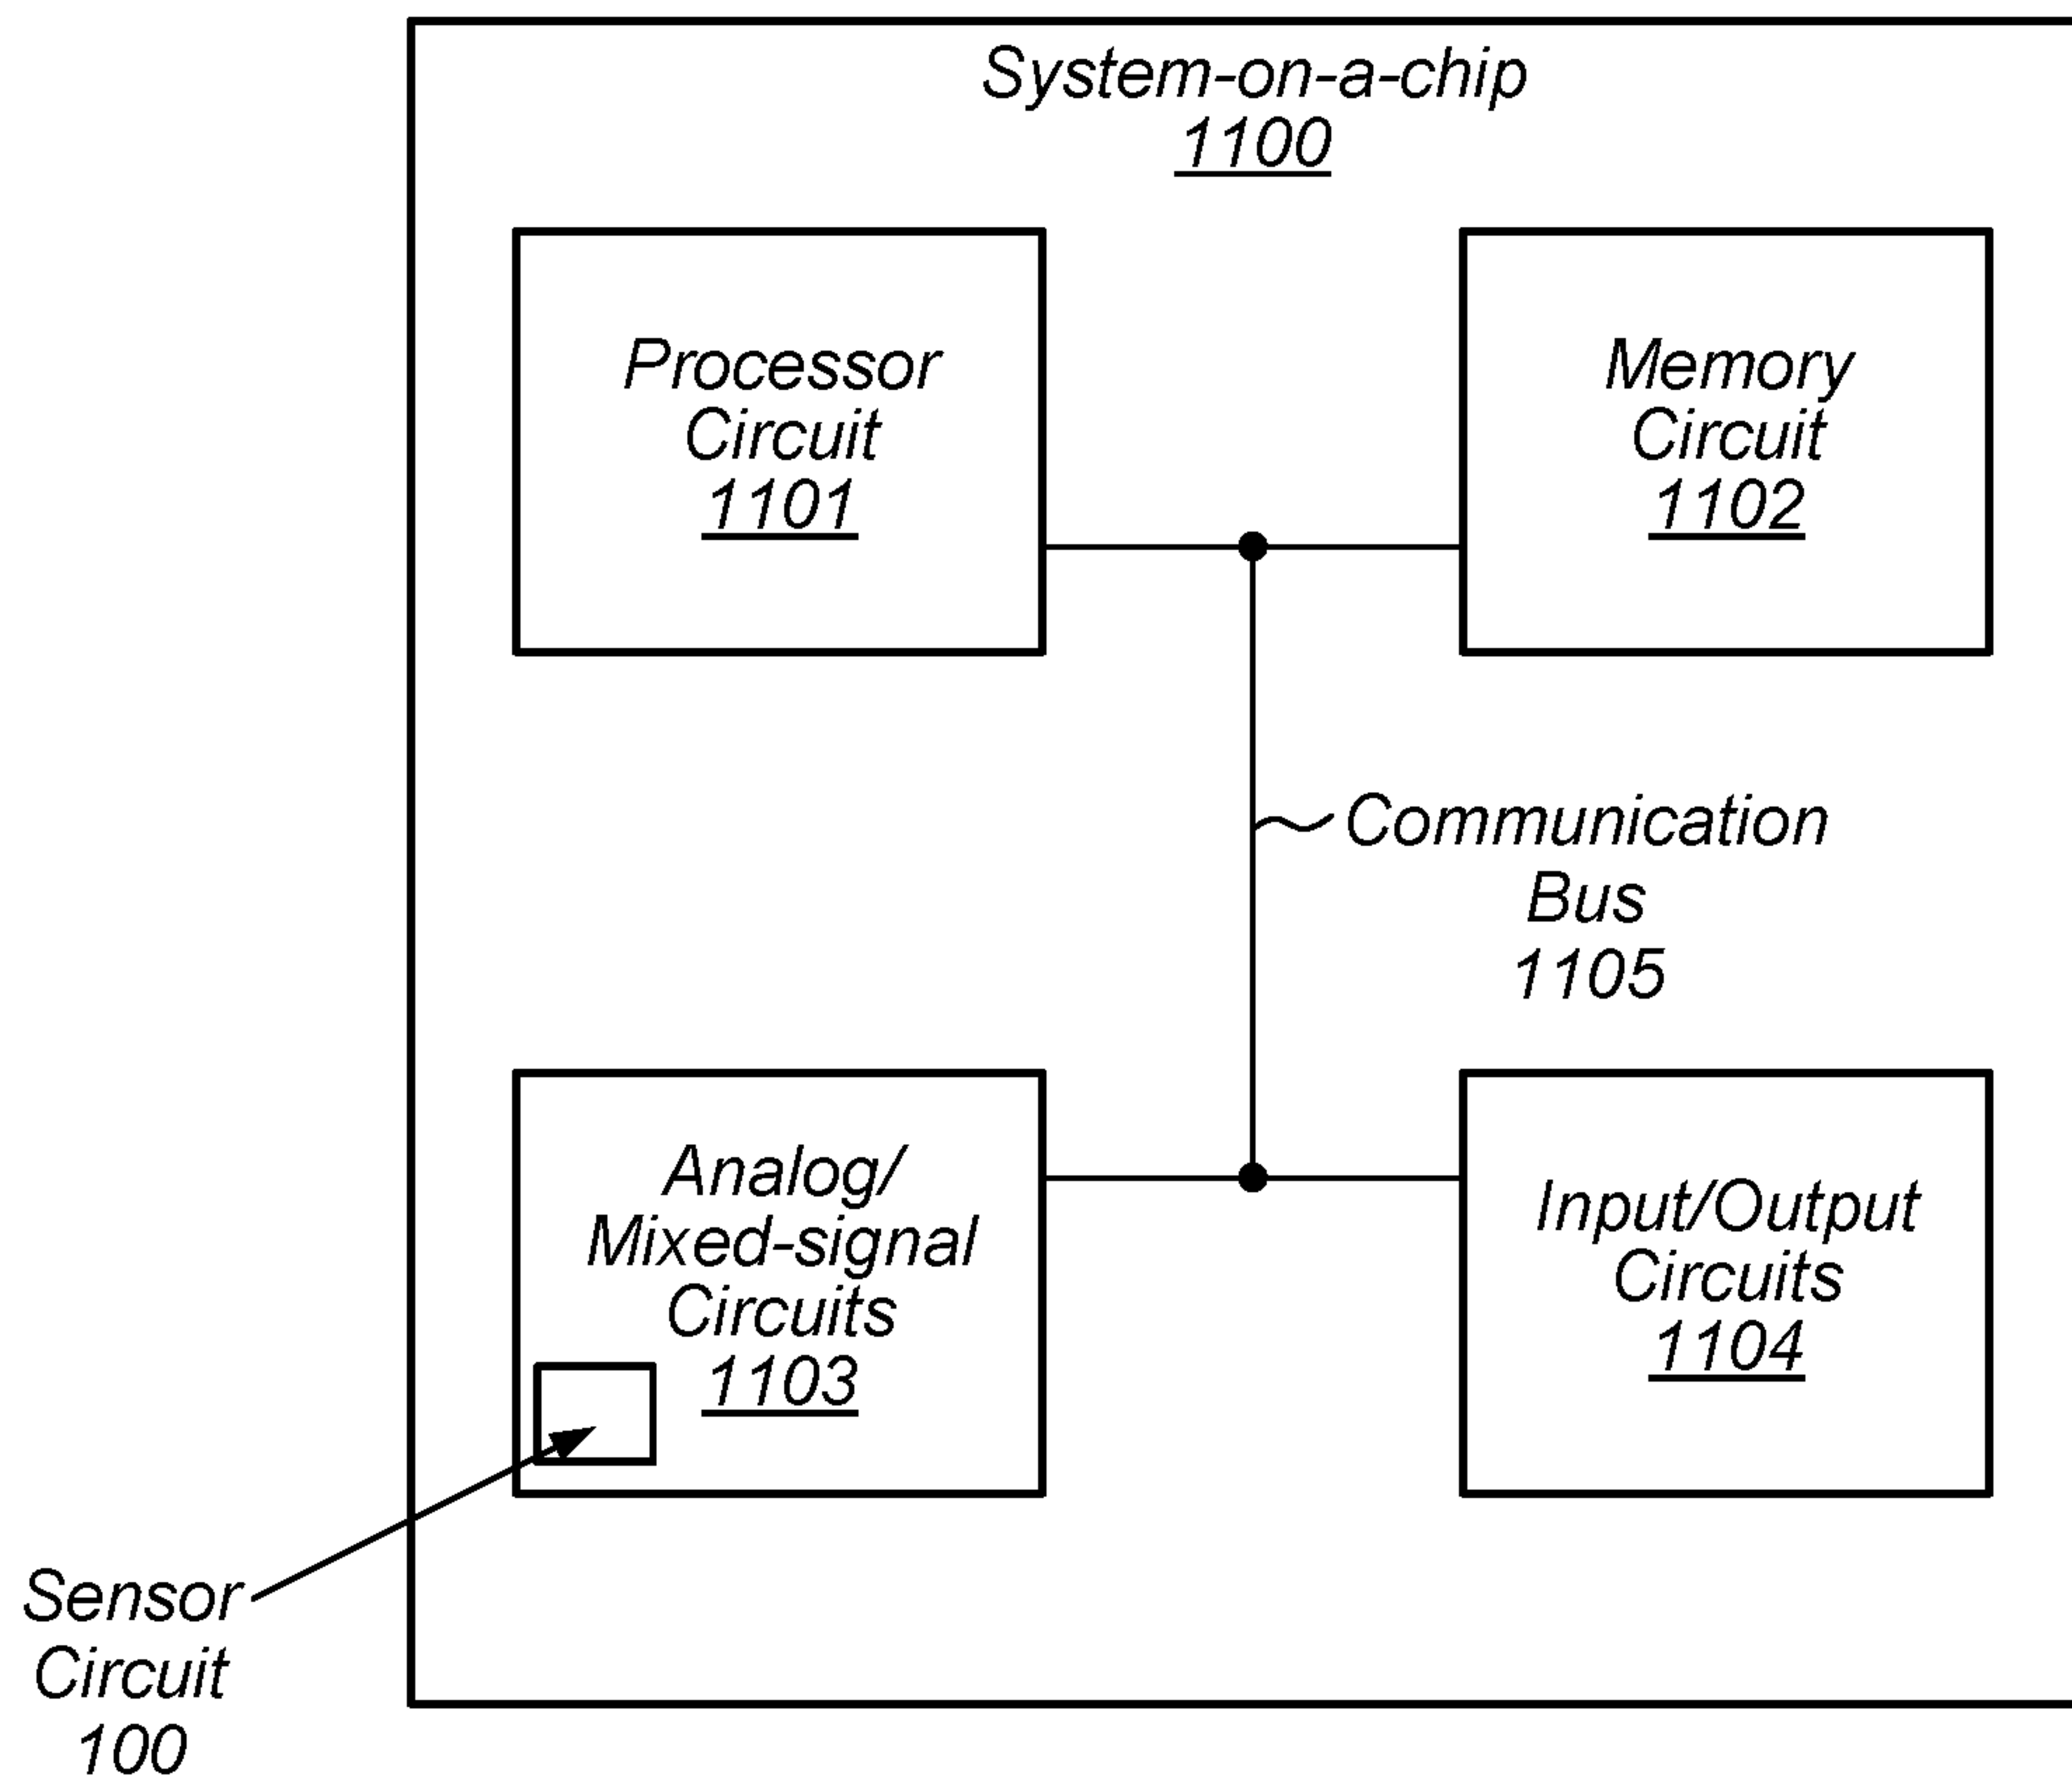 System-on-a-chip
1100
Processor
Circuit
1101
Memory
Circuit
1102
Communication
Bus
1105
Analog/
Mixed-signal
Circuits
1103
Input/Output
Circuits
1104
Sensor
Circuit
100